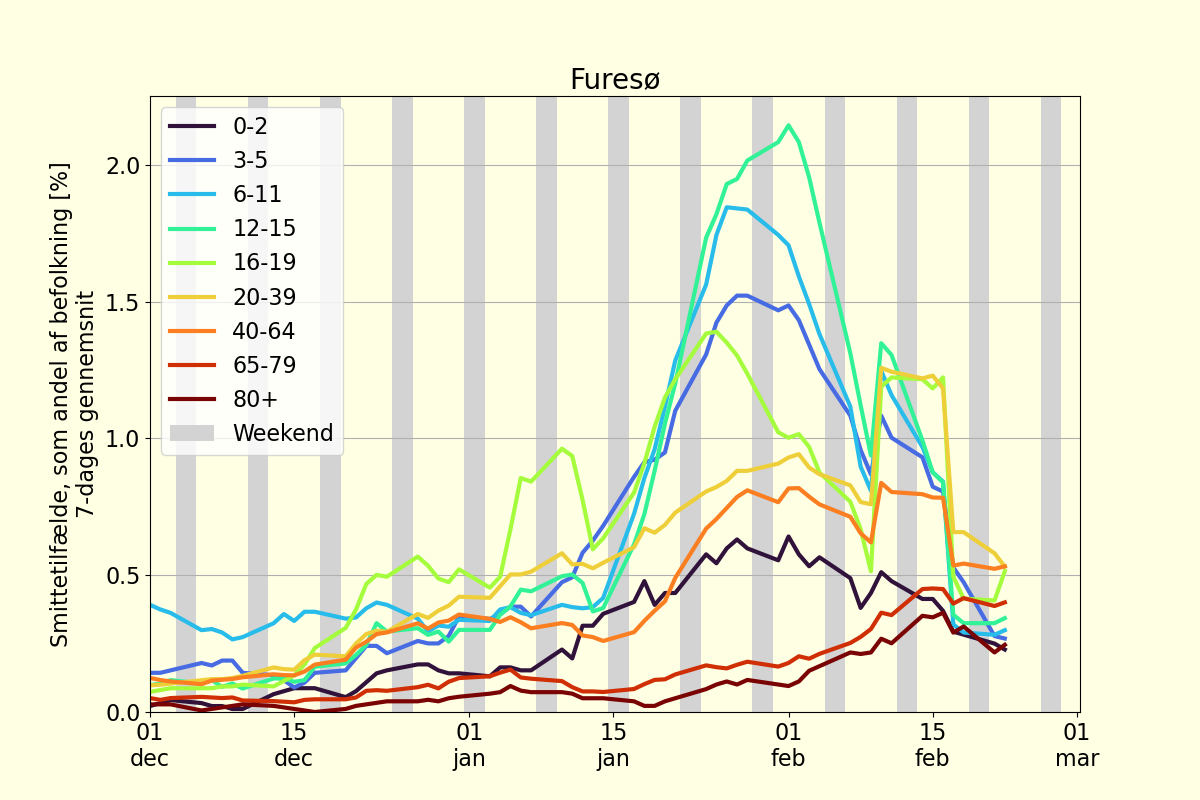 Furesø
Smittetilfælde, som andel af befolkning [%]
7-dages gennemsnit
2.0
1.5
1.0
0.5
0.0
0-2
3-5
6-11
12-15
16-19
20-39
40-64
65-79
80+
Weekend
01 15 01 15 01 15 01
dec dec jan jan feb feb mar